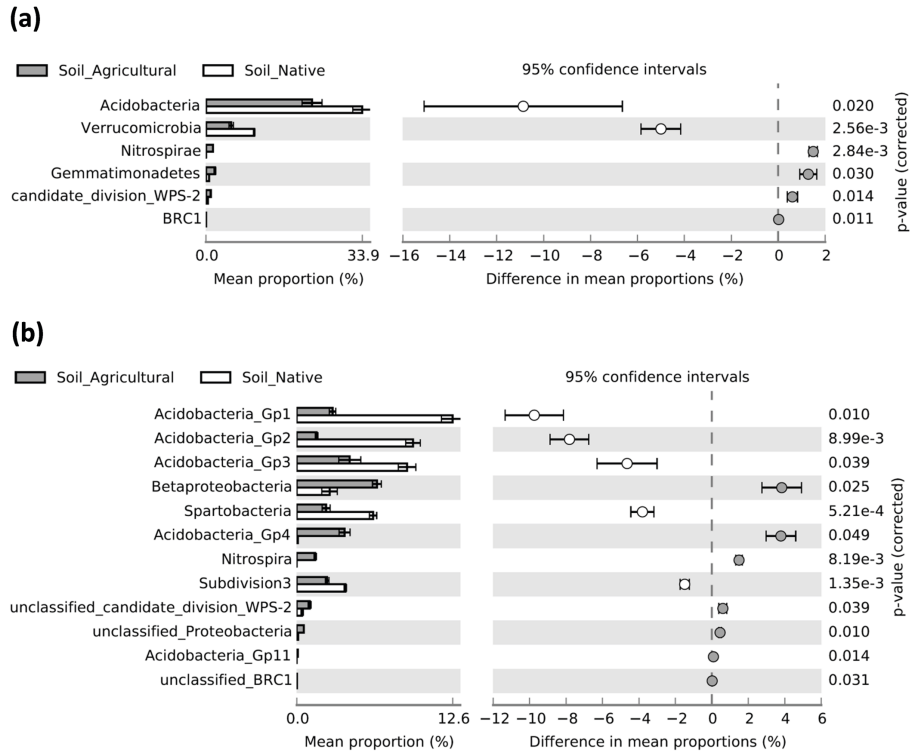 (a)
Soil_Agricultural Soil_Native 95% confidence intervals
Acidobacteria 0.020
Verrucomicrobia 2.56e-3
Nitrospirae 2.84e-3
Gemmatimonadetes 0.030
candidate_division_WPS-2 0.014
BRC1 0.011
p-value (corrected)
0.0 33.9 −16 −14 −12 −10 −8 −6 −4 −2 0 2
Mean proportion (%) Difference in mean proportions (%)
(b)
Soil_Agricultural Soil_Native 95% confidence intervals
Acidobacteria_Gp1 0.010
Acidobacteria_Gp2 8.99e-3
Acidobacteria_Gp3 0.039
Betaproteobacteria 0.025
Spartobacteria 5.21e-4
Acidobacteria_Gp4 0.049
Nitrospira 8.19e-3
Subdivision3 1.35e-3
unclassified_candidate_division_WPS-2 0.039
unclassified_Proteobacteria 0.010
Acidobacteria_Gp11 0.014
unclassified_BRC1 0.031
p-value (corrected)
0.0 12.6 −12 −10 −8 −6 −4 −2 0 2 4 6
Mean proportion (%) Difference in mean proportions (%)